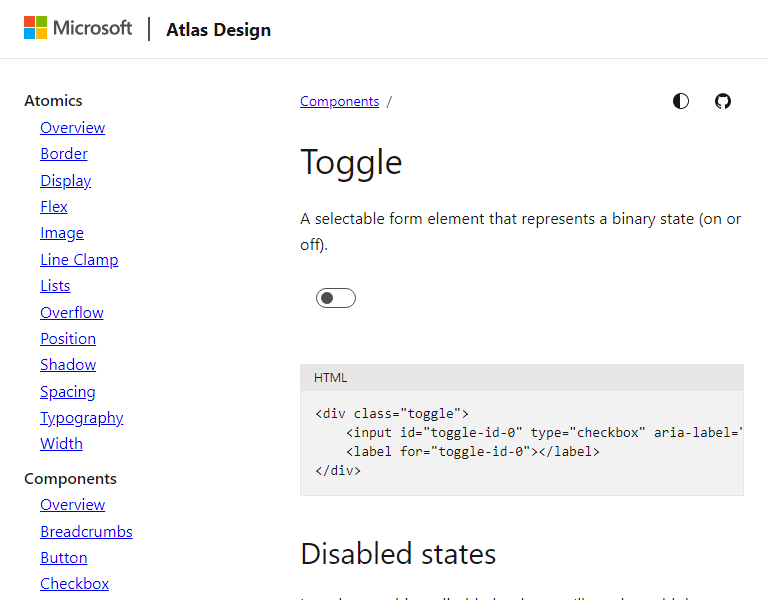 Microsoft | Atlas Design
Atomics
Overview
Border
Display
Flex
Image
Line Clamp
Lists
Overflow
Position
Shadow
Spacing
Typography
Width
Components
Overview
Breadcrumbs
Button
Checkbox
Components /
Toggle
A selectable form element that represents a binary state (on or
off).
HTML
<div class="toggle">
    <input id="toggle-id-0" type="checkbox" aria-label="
    <label for="toggle-id-0"></label>
</div>
Disabled states